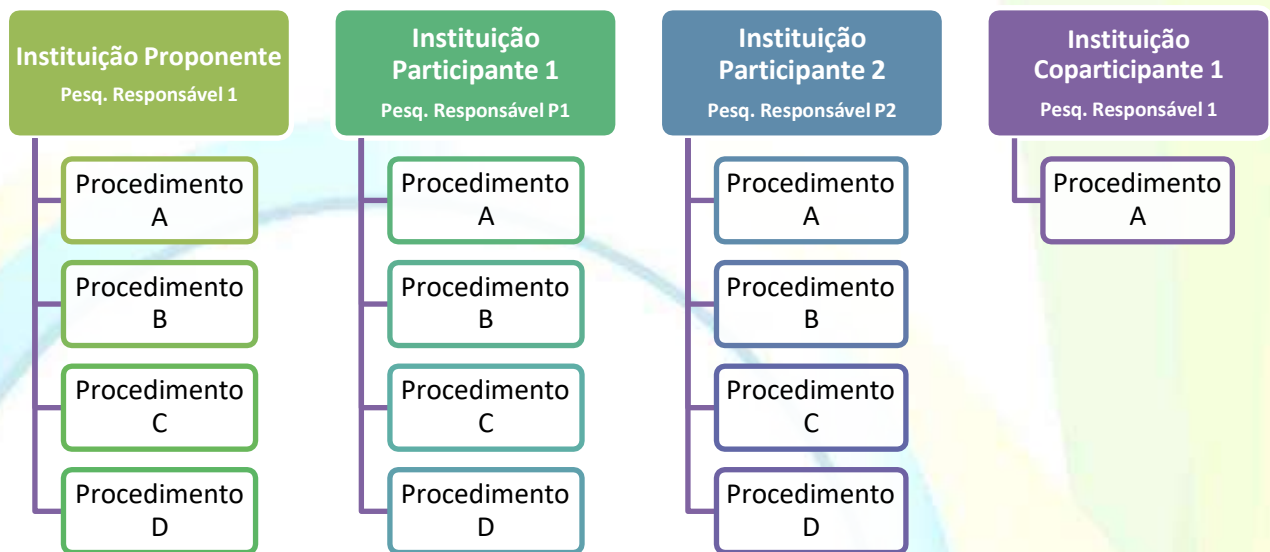 Instituição Proponente
Pesq. Responsável 1
Procedimento
A
Procedimento
B
Procedimento
C
Procedimento
D
Instituição
Participante 1
Pesq. Responsável P1
Procedimento
A
Procedimento
B
Procedimento
C
Procedimento
D
Instituição
Participante 2
Pesq. Responsável P2
Procedimento
A
Procedimento
B
Procedimento
C
Procedimento
D
Instituição
Coparticipante 1
Pesq. Responsável 1
Procedimento
A